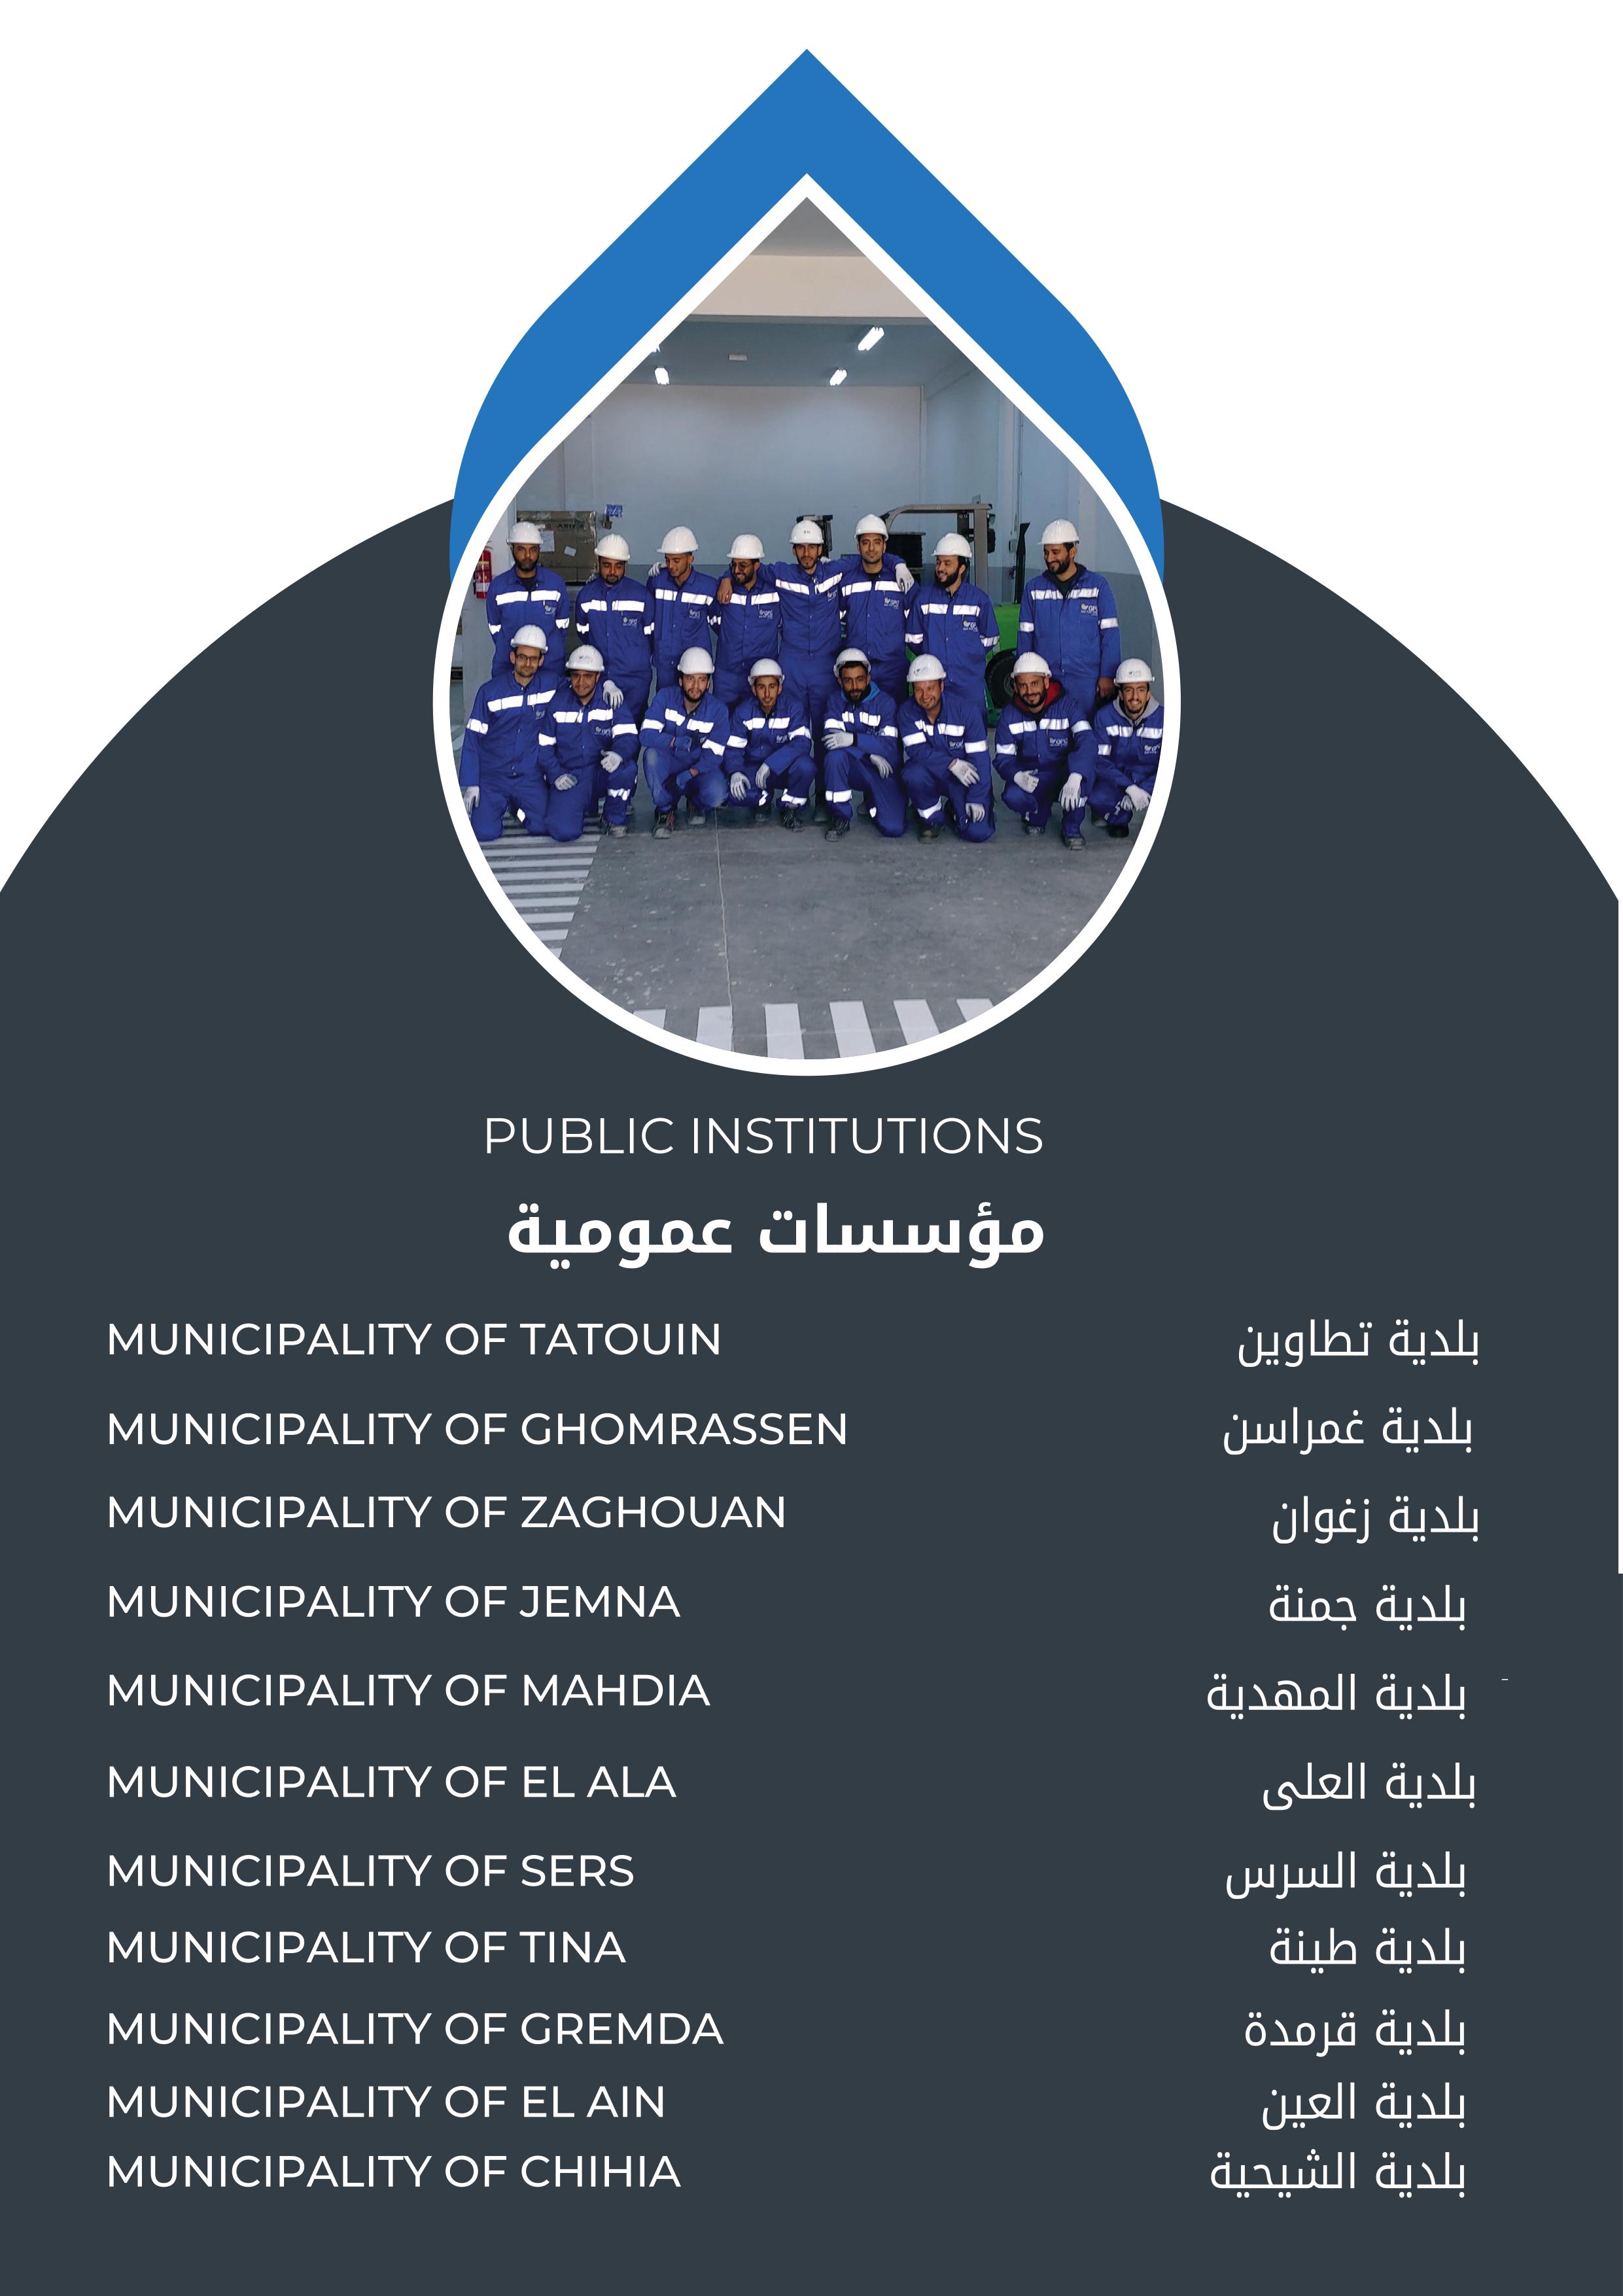 PUBLIC INSTITUTIONS
مؤسسات عمومية
MUNICIPALITY OF TATOUIN بلدية تطاوين
MUNICIPALITY OF GHOMRASSEN بلدية غمراسن
MUNICIPALITY OF ZAGHOUAN بلدية زغوان
MUNICIPALITY OF JEMNA بلدية جمنة
MUNICIPALITY OF MAHDIA بلدية المهدية
MUNICIPALITY OF EL ALA بلدية العلى
MUNICIPALITY OF SERS بلدية السرس
MUNICIPALITY OF TINA بلدية طينة
MUNICIPALITY OF GREMDA بلدية قرمدة
MUNICIPALITY OF EL AIN بلدية العين
MUNICIPALITY OF CHIHIA بلدية الشيحية